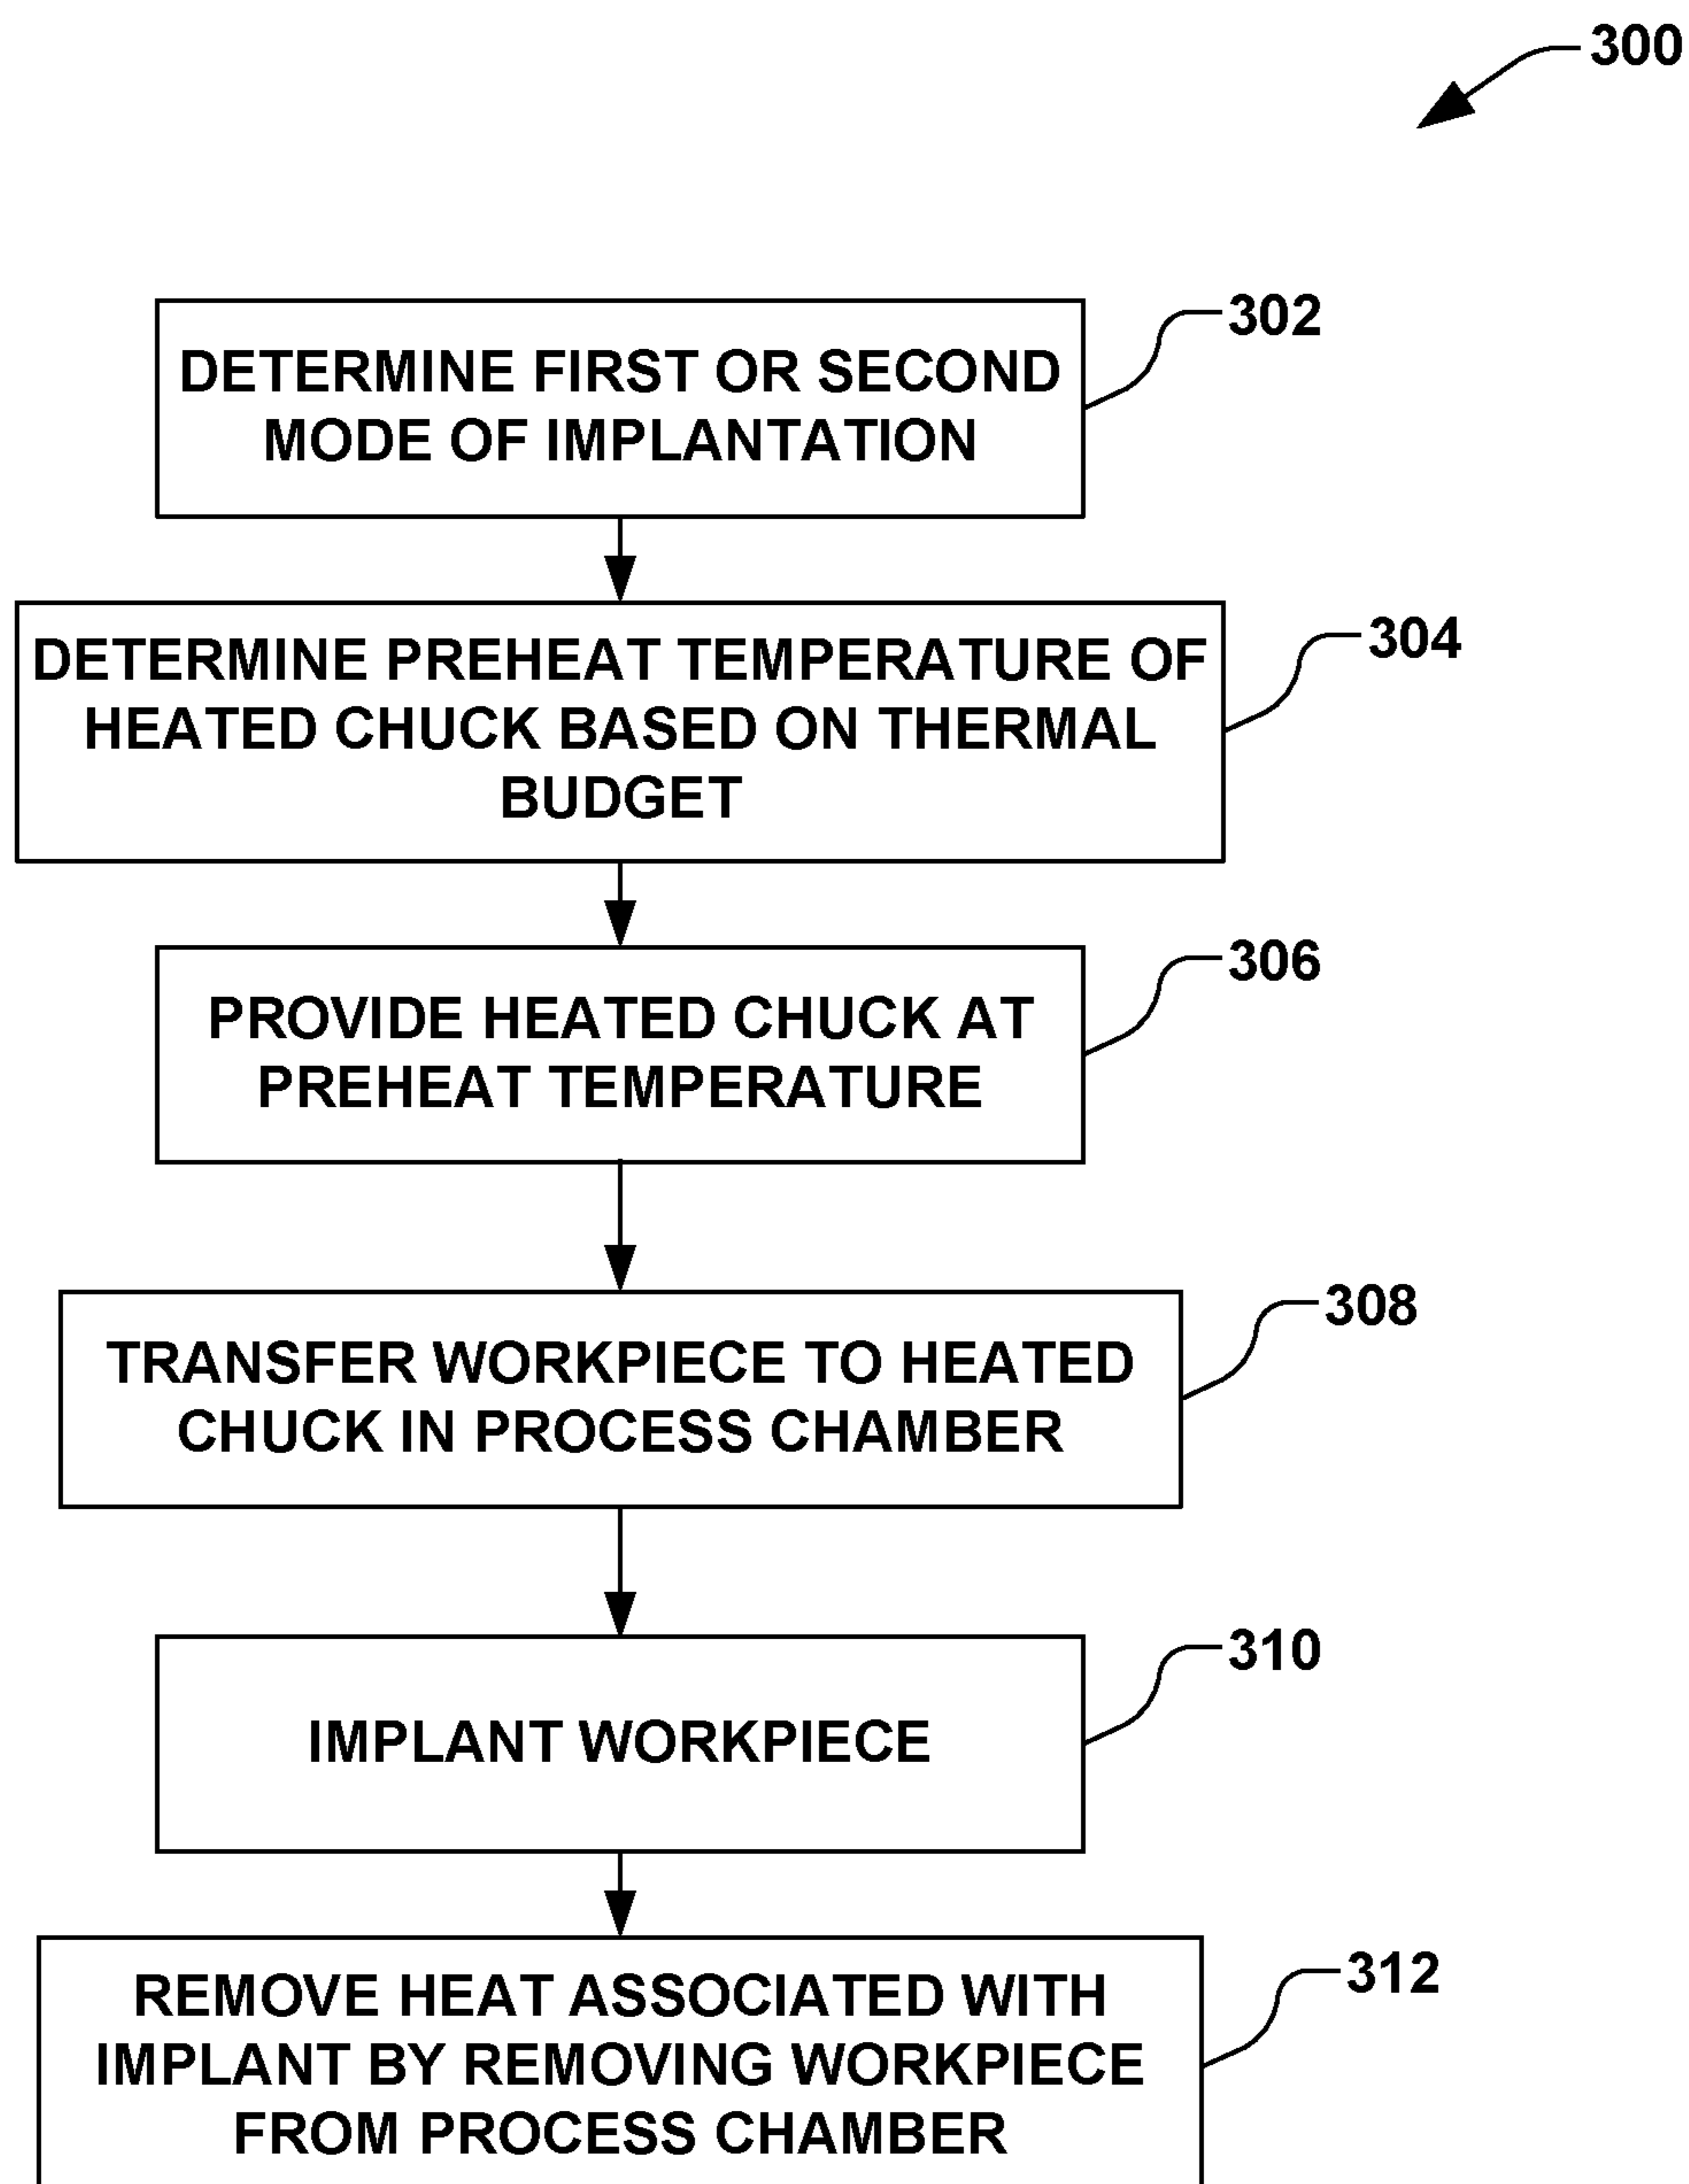 300
302
DETERMINE FIRST OR SECOND
MODE OF IMPLANTATION
304
DETERMINE PREHEAT TEMPERATURE OF
HEATED CHUCK BASED ON THERMAL
BUDGET
306
PROVIDE HEATED CHUCK AT
PREHEAT TEMPERATURE
308
TRANSFER WORKPIECE TO HEATED
CHUCK IN PROCESS CHAMBER
310
IMPLANT WORKPIECE
312
REMOVE HEAT ASSOCIATED WITH
IMPLANT BY REMOVING WORKPIECE
FROM PROCESS CHAMBER